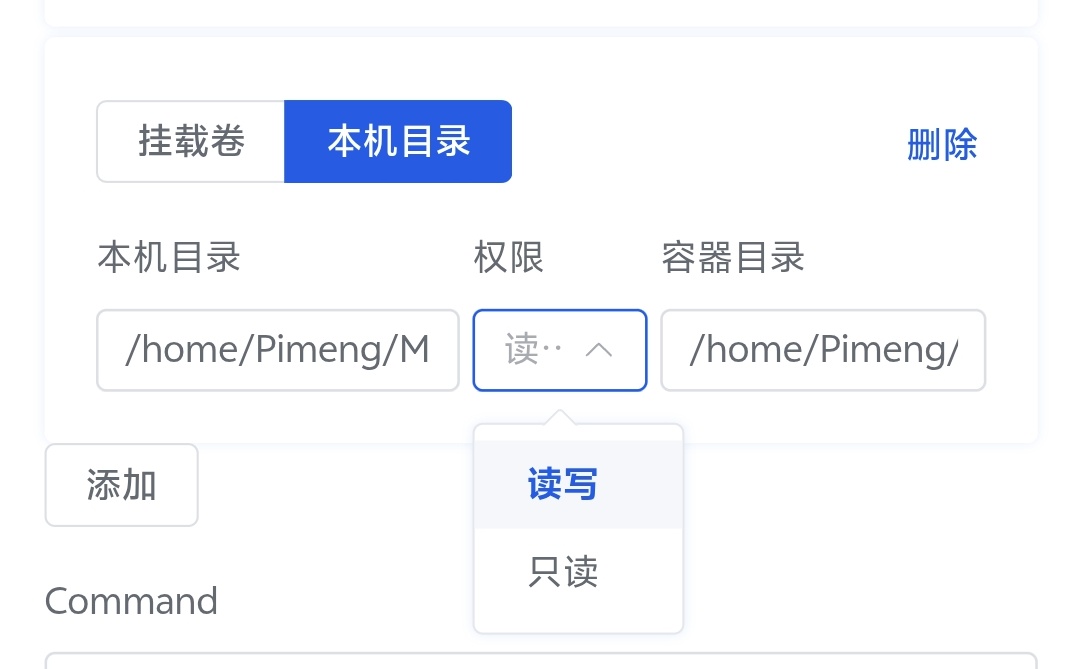 挂载卷 本机目录 删除
本机目录 权限 容器目录
/home/Pimeng/M 读·· /home/Pimeng/
读写
添加
只读
Command